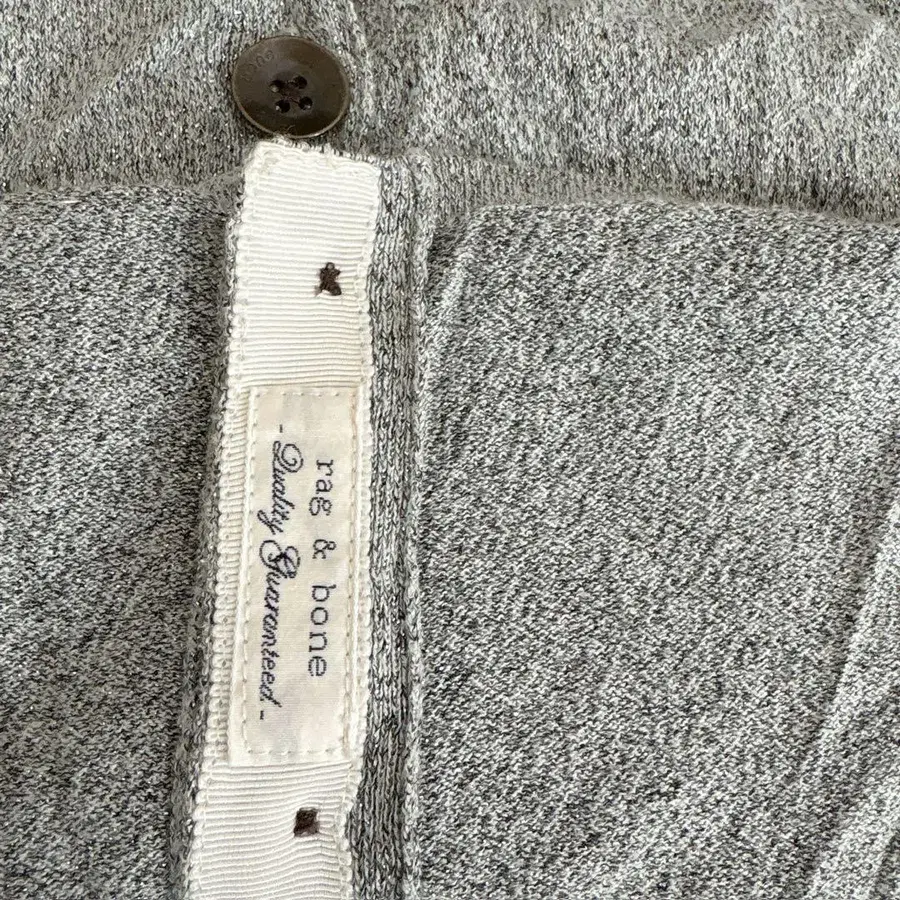 rag & bone
- Quality Guaranteed -